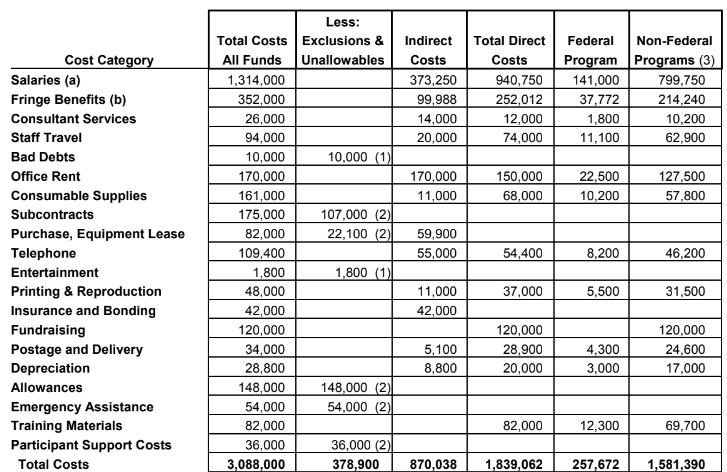 Less:
Total Costs Exclusions & Indirect Total Direct Federal Non-Federal
Cost Category All Funds Unallowables Costs Costs Program Programs (3)
Salaries (a) 1,314,000 373,250 940,750 141,000 799,750
Fringe Benefits (b) 352,000 99,988 252,012 37,772 214,240
Consultant Services 26,000 14,000 12,000 1,800 10,200
Staff Travel 94,000 20,000 74,000 11,100 62,900
Bad Debts 10,000 10,000 (1)
Office Rent 170,000 170,000 150,000 22,500 127,500
Consumable Supplies 161,000 11,000 68,000 10,200 57,800
Subcontracts 175,000 107,000 (2)
Purchase, Equipment Lease 82,000 22,100 (2) 59,900
Telephone 109,400 55,000 54,400 8,200 46,200
Entertainment 1,800 1,800 (1)
Printing & Reproduction 48,000 11,000 37,000 5,500 31,500
Insurance and Bonding 42,000 42,000
Fundraising 120,000 120,000 120,000
Postage and Delivery 34,000 5,100 28,900 4,300 24,600
Depreciation 28,800 8,800 20,000 3,000 17,000
Allowances 148,000 148,000 (2)
Emergency Assistance 54,000 54,000 (2)
Training Materials 82,000 82,000 12,300 69,700
Participant Support Costs 36,000 36,000 (2)
Total Costs 3,088,000 378,900 870,038 1,839,062 257,672 1,581,390